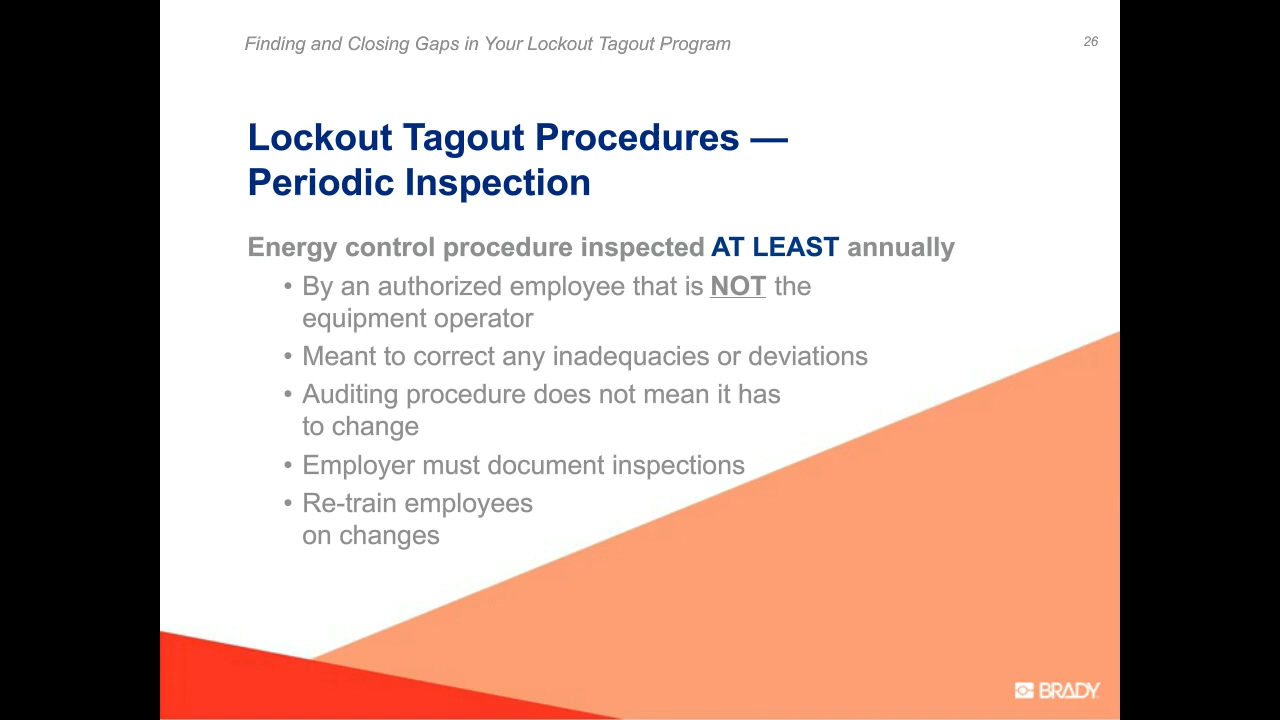 Finding and Closing Gaps in Your Lockout Tagout Program
26
Lockout Tagout Procedures —
Periodic Inspection
Energy control procedure inspected AT LEAST annually
• By an authorized employee that is NOT the
equipment operator
• Meant to correct any inadequacies or deviations
• Auditing procedure does not mean it has
to change
• Employer must document inspections
• Re-train employees
on changes
BRADY